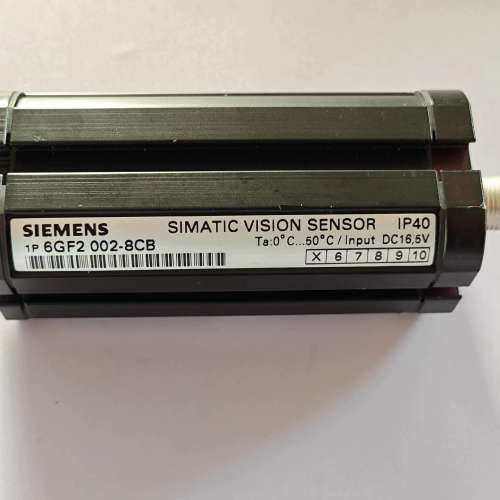 SIEMENS SIMATIC VISION SENSOR IP40
1P 6GF2 002-8CB Ta:0°C...50°C / Input DC16,5V
X 6 7 8 9 10